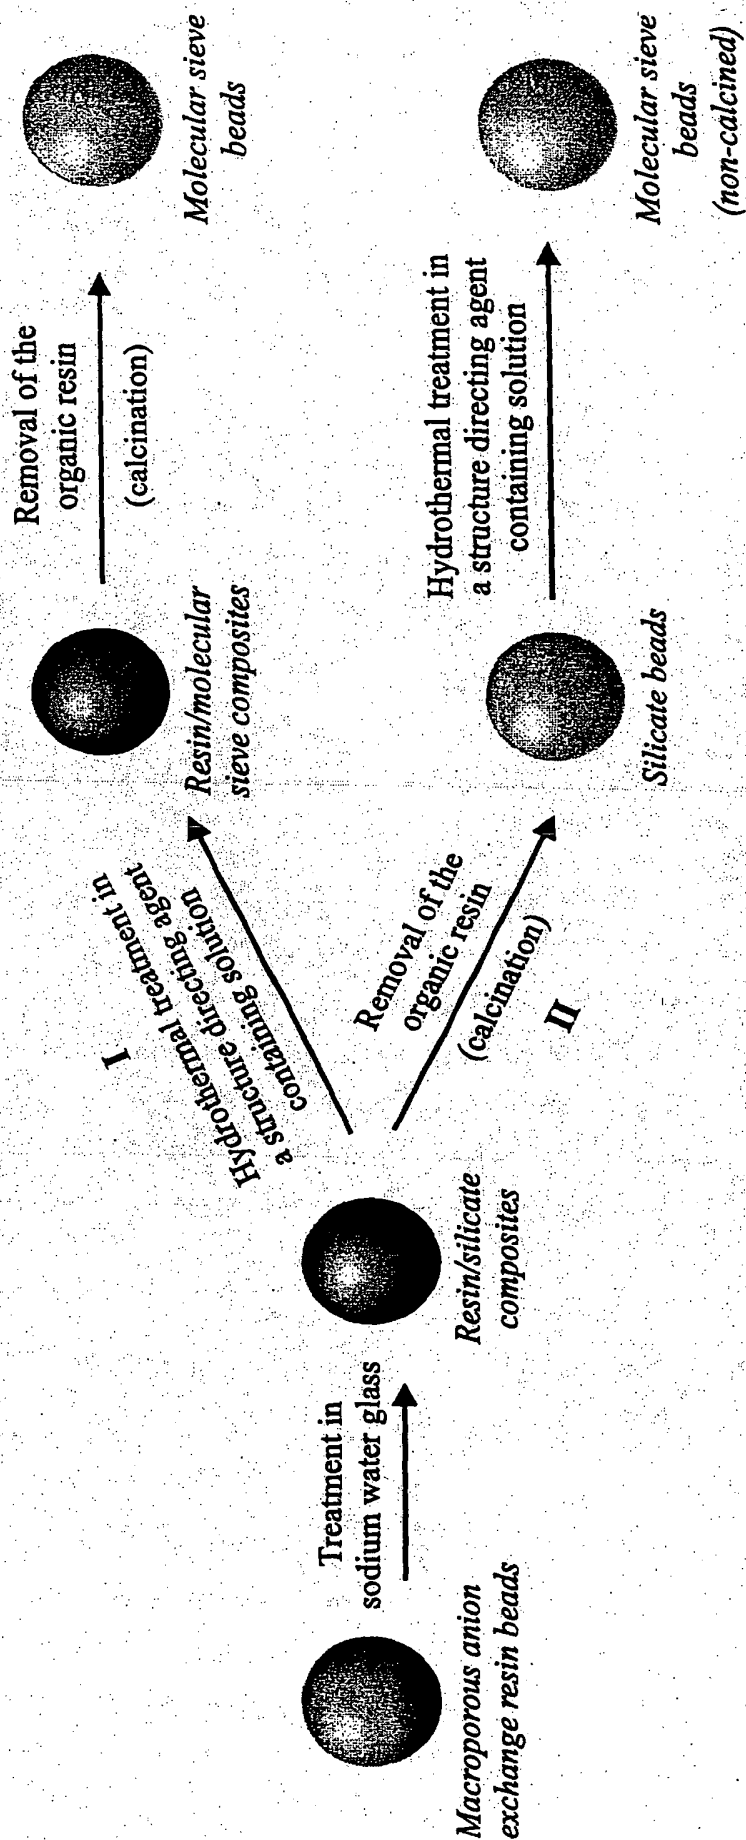 Macroporous anion
exchange resin beads
Treatment in
sodium water glass
Resin/silicate
composites
I
Hydrothermal treatment in
a structure directing agent
containing solution
Resin/molecular
sieve composites
Removal of the
organic resin
(calcination)
Molecular sieve
beads
Removal of the
organic resin
(calcination)
II
Silicate beads
Hydrothermal treatment in
a structure directing agent
containing solution
Molecular sieve
beads
(non-calcined)